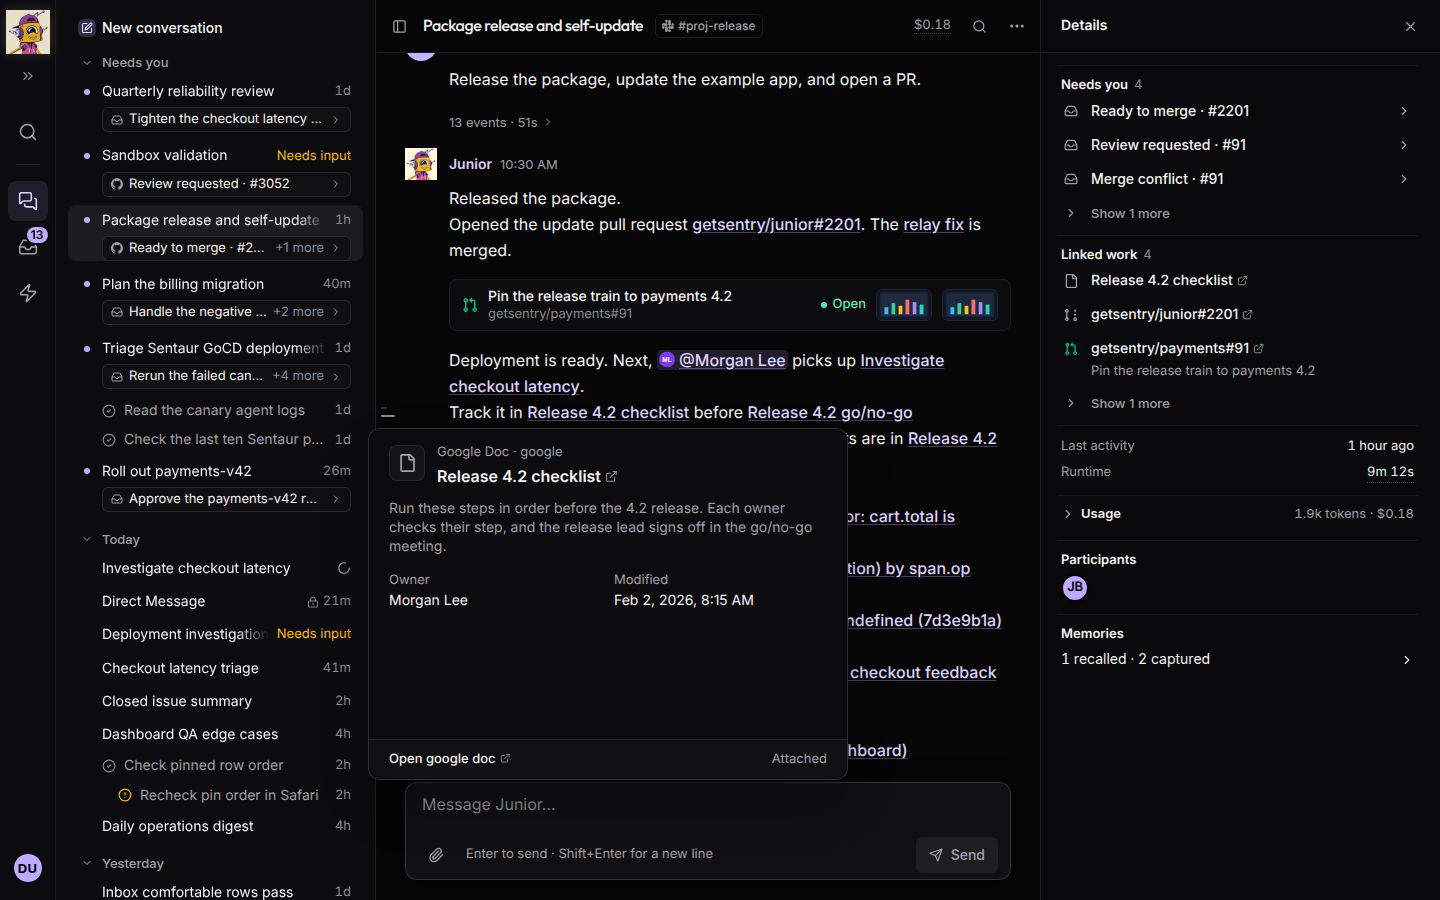 New conversation
Needs you
Quarterly reliability review 1d
Tighten the checkout latency ...
Sandbox validation Needs input
Review requested · #3052
Package release and self-update 1h
Ready to merge · #2... +1 more
Plan the billing migration 40m
Handle the negative ... +2 more
Triage Sentaur GoCD deployment 1d
Rerun the failed can... +4 more
Read the canary agent logs 1d
Check the last ten Sentaur p... 1d
Roll out payments-v42 26m
Approve the payments-v42 r...
Today
Investigate checkout latency
Direct Message 21m
Deployment investigation Needs input
Checkout latency triage 41m
Closed issue summary 2h
Dashboard QA edge cases 4h
Check pinned row order 2h
Recheck pin order in Safari 2h
Daily operations digest 4h
Yesterday
Inbox comfortable rows pass 1d
13
DU
Package release and self-update #proj-release $0.18
Release the package, update the example app, and open a PR.
13 events · 51s
Junior 10:30 AM
Released the package.
Opened the update pull request getsentry/junior#2201. The relay fix is
merged.
Pin the release train to payments 4.2
getsentry/payments#91
Open
Deployment is ready. Next, ML @Morgan Lee picks up Investigate
checkout latency.
Track it in Release 4.2 checklist before Release 4.2 go/no-go
ts are in Release 4.2
or: cart.total is
tion) by span.op
ndefined (7d3e9b1a)
checkout feedback
hboard)
Google Doc · google
Release 4.2 checklist
Run these steps in order before the 4.2 release. Each owner
checks their step, and the release lead signs off in the go/no-go
meeting.
Owner Modified
Morgan Lee Feb 2, 2026, 8:15 AM
Open google doc Attached
Message Junior...
Enter to send · Shift+Enter for a new line
Send
Details
Needs you 4
Ready to merge · #2201
Review requested · #91
Merge conflict · #91
Show 1 more
Linked work 4
Release 4.2 checklist
getsentry/junior#2201
getsentry/payments#91
Pin the release train to payments 4.2
Show 1 more
Last activity 1 hour ago
Runtime 9m 12s
Usage 1.9k tokens · $0.18
Participants
JB
Memories
1 recalled · 2 captured